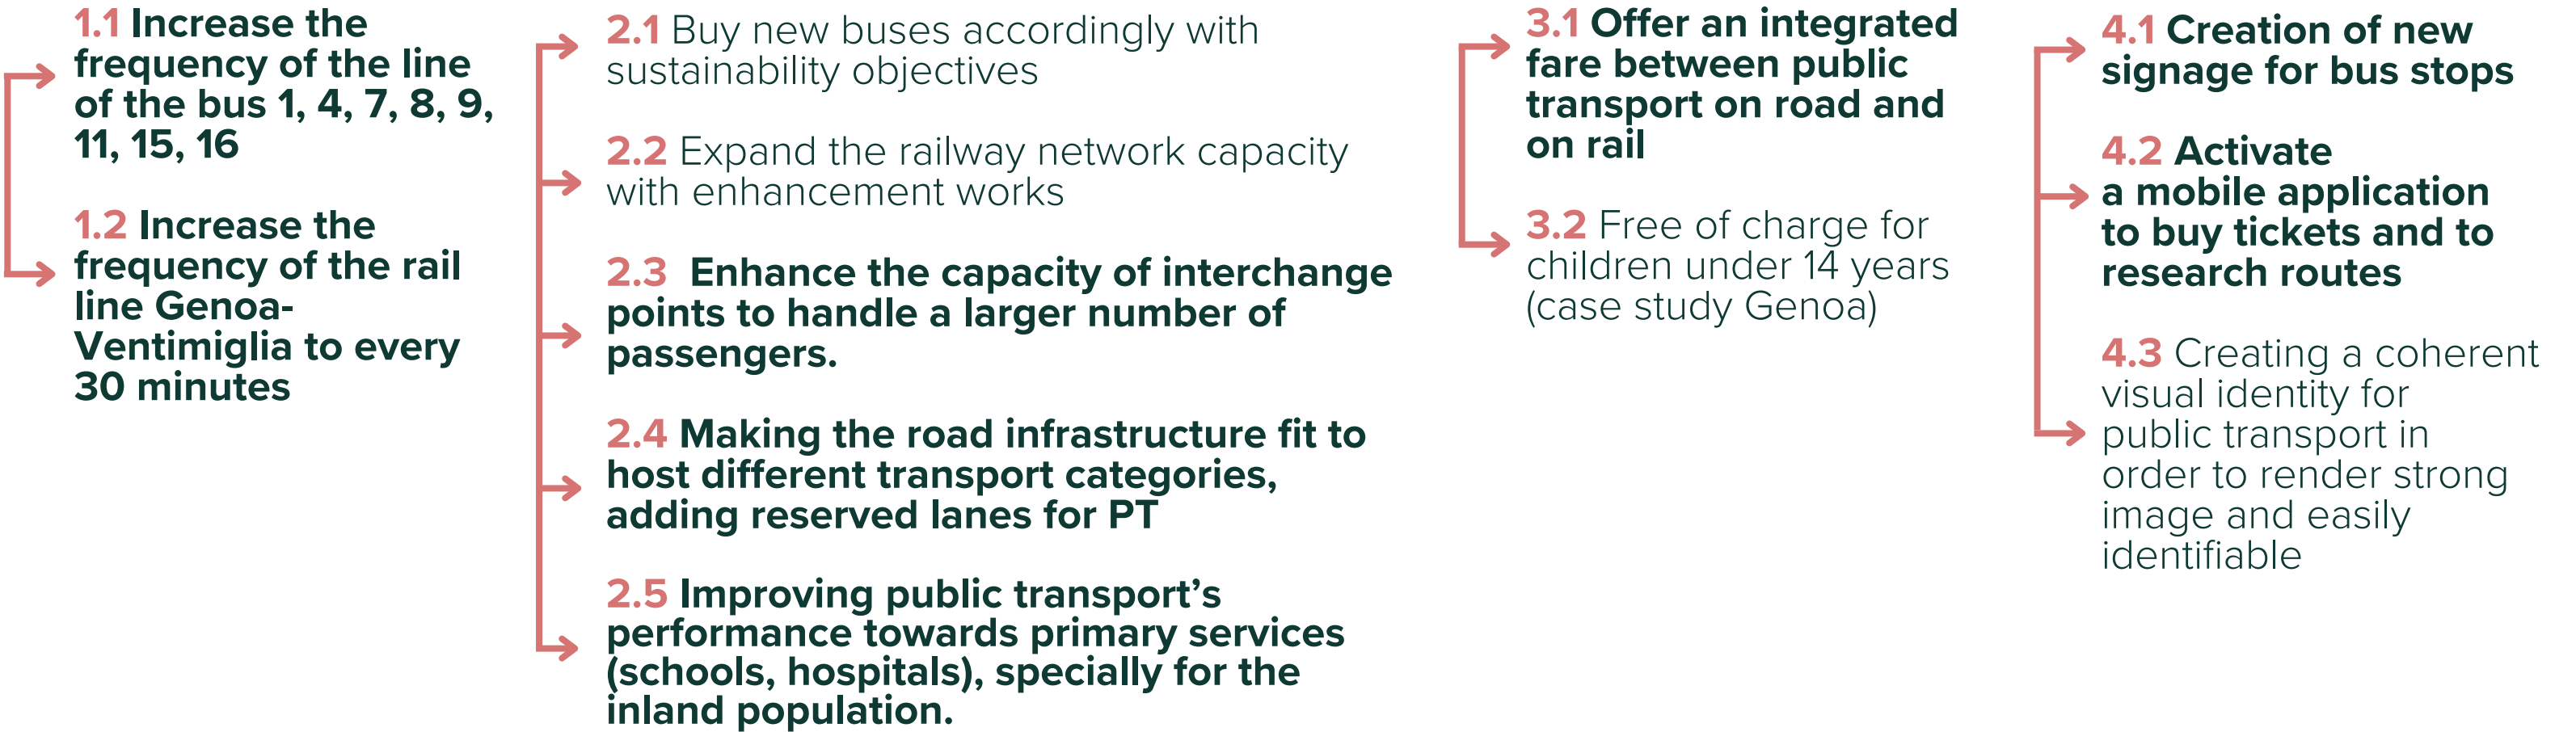 1.1 Increase the
frequency of the line
of the bus 1, 4, 7, 8, 9,
11, 15, 16
1.2 Increase the
frequency of the rail
line Genoa-
Ventimiglia to every
30 minutes
2.1 Buy new buses accordingly with
sustainability objectives
2.2 Expand the railway network capacity
with enhancement works
2.3 Enhance the capacity of interchange
points to handle a larger number of
passengers.
2.4 Making the road infrastructure fit to
host different transport categories,
adding reserved lanes for PT
2.5 Improving public transport’s
performance towards primary services
(schools, hospitals), specially for the
inland population.
3.1 Offer an integrated
fare between public
transport on road and
on rail
3.2 Free of charge for
children under 14 years
(case study Genoa)
4.1 Creation of new
signage for bus stops
4.2 Activate
a mobile application
to buy tickets and to
research routes
4.3 Creating a coherent
visual identity for
public transport in
order to render strong
image and easily
identifiable